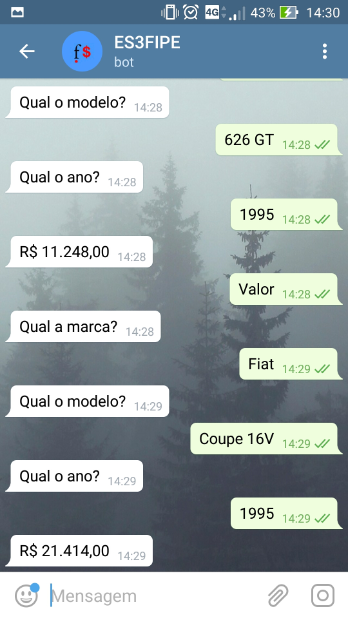 4G 43% 14:30
f$
ES3FIPE
bot
Qual o modelo? 14:28
626 GT 14:28
Qual o ano? 14:28
1995 14:28
R$ 11.248,00 14:28
Valor 14:28
Qual a marca? 14:28
Fiat 14:29
Qual o modelo? 14:29
Coupe 16V 14:29
Qual o ano? 14:29
1995 14:29
R$ 21.414,00 14:29
Mensagem